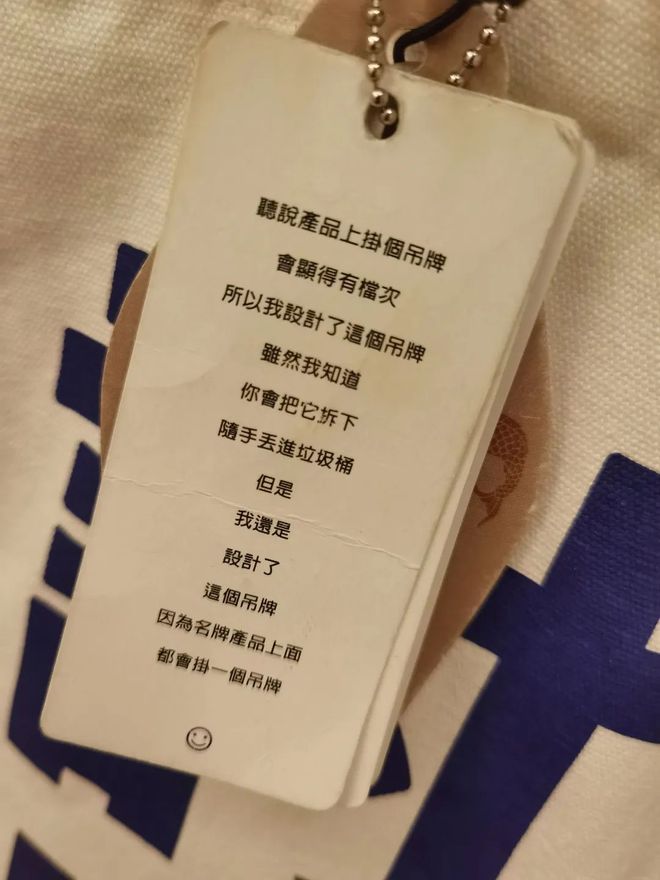 聽說產品上掛個吊牌
會顯得有檔次
所以我設計了這個吊牌
雖然我知道
你會把它拆下
隨手丟進垃圾桶
但是
我還是
設計了
這個吊牌
因為名牌產品上面
都會掛一個吊牌